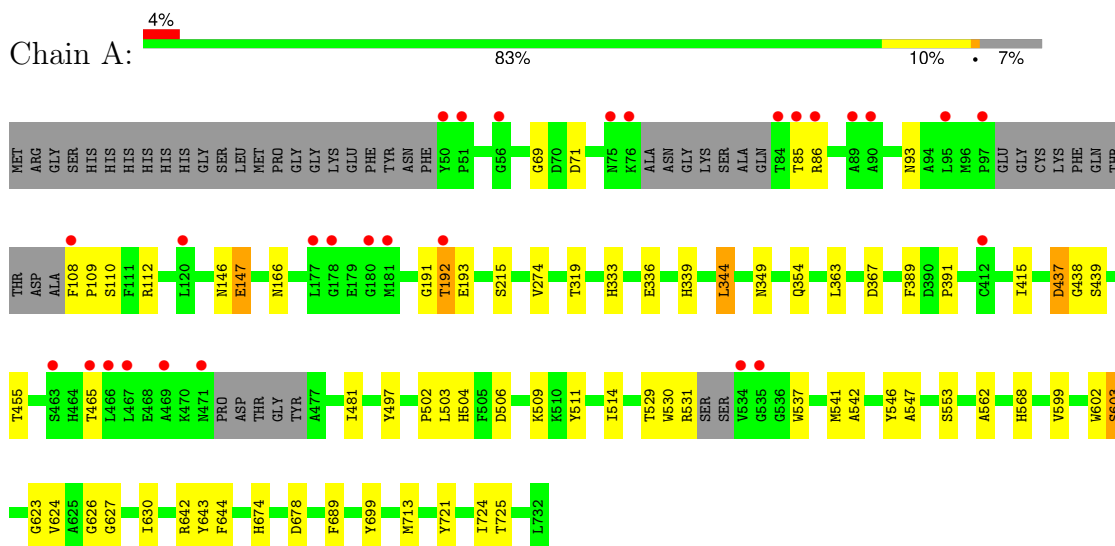 4%
Chain A:
83% 10% • 7%
MET ARG GLY SER HIS HIS HIS HIS HIS HIS GLY SER LEU MET PRO GLY GLY LYS GLU PHE TYR ASN PHE Y50 P51 G56 G69 D70 D71 N75 K76 ALA ASN GLY LYS SER ALA GLN T84 T85 R86 A89 A90 N93 A94 L95 M96 P97 GLU GLY CYS LYS PHE GLN THR
THR ASP ALA F108 P109 S110 F111 R112 L120 N146 E147 N166 L177 G178 E179 G180 M181 G191 T192 E193 S215 V274 T319 H333 E336 H339 L344 N349 Q354 L363 D367 F389 D390 P391 C412 I415 D437 G438 S439
T455 S463 H464 T465 L466 L467 E468 A469 K470 N471 PRO ASP THR GLY TYR A477 I481 Y497 P502 L503 H504 F505 D506 K509 K510 Y511 I514 T529 W530 R531 SER SER V534 G535 G536 W537 M541 A542 Y546 A547 S553 A562 H588 V599 W602 S603
G623 V624 A625 G626 G627 I630 R642 Y643 F644 H674 D678 F689 Y699 M713 Y721 I724 T725 L732